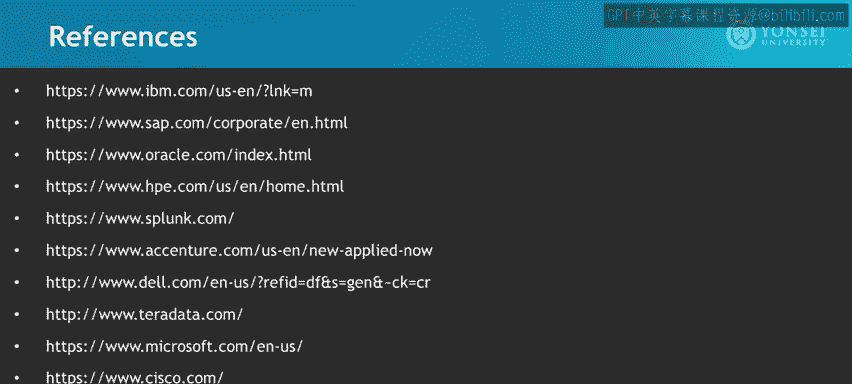 GPT中英字幕课程资源@bilibili.com
References
YONSEI
UNIVERSITY
• https://www.ibm.com/us-en/?lnk=m
• https://www.sap.com/corporate/en.html
• https://www.oracle.com/index.html
• https://www.hpe.com/us/en/home.html
• https://www.splunk.com/
• https://www.accenture.com/us-en/new-applied-now
• http://www.dell.com/en-us/?refid=df&s=gen&~ck=cr
• http://www.teradata.com/
• https://www.microsoft.com/en-us/
• https://www.cisco.com/